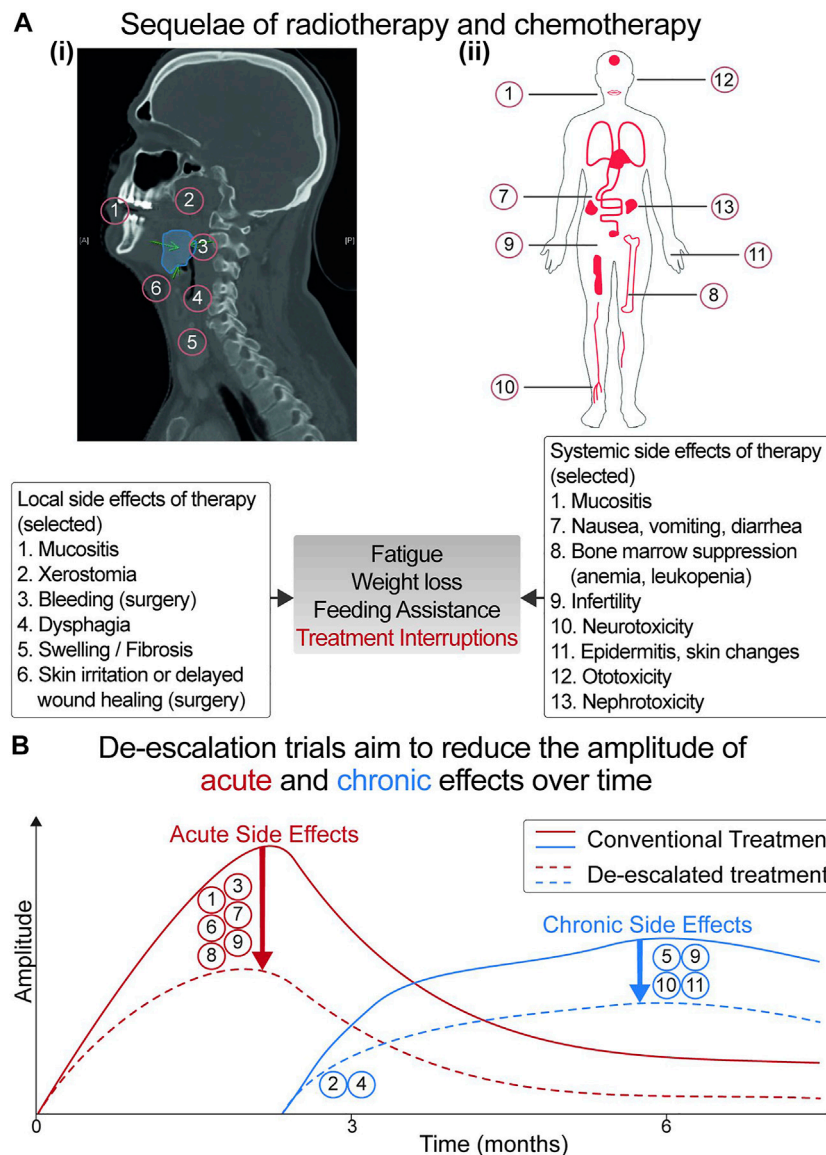 A
Sequelae of radiotherapy and chemotherapy
(i)
(ii)
1
2
3
4
5
6
[A]
[P]
1
12
7
13
9
11
8
10
Local side effects of therapy
(selected)
1. Mucositis
2. Xerostomia
3. Bleeding (surgery)
4. Dysphagia
5. Swelling / Fibrosis
6. Skin irritation or delayed
wound healing (surgery)
Fatigue
Weight loss
Feeding Assistance
Treatment Interruptions
Systemic side effects of therapy
(selected)
1. Mucositis
7. Nausea, vomiting, diarrhea
8. Bone marrow suppression
(anemia, leukopenia)
9. Infertility
10. Neurotoxicity
11. Epidermitis, skin changes
12. Ototoxicity
13. Nephrotoxicity
B
De-escalation trials aim to reduce the amplitude of
acute and chronic effects over time
Acute Side Effects
Conventional Treatmen
De-escalated treatment
Chronic Side Effects
Amplitude
1 3
6 7
8 9
5 9
10 11
2 4
0 3 6
Time (months)